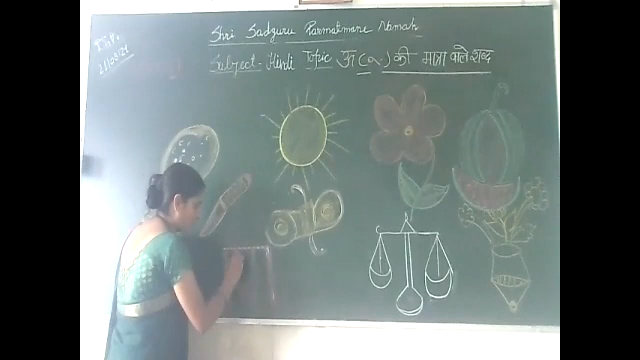 Shri Sadguru Parmatmane Namah
Subject - Hindi Topic ऊ (ू) की मात्रा वाले शब्द